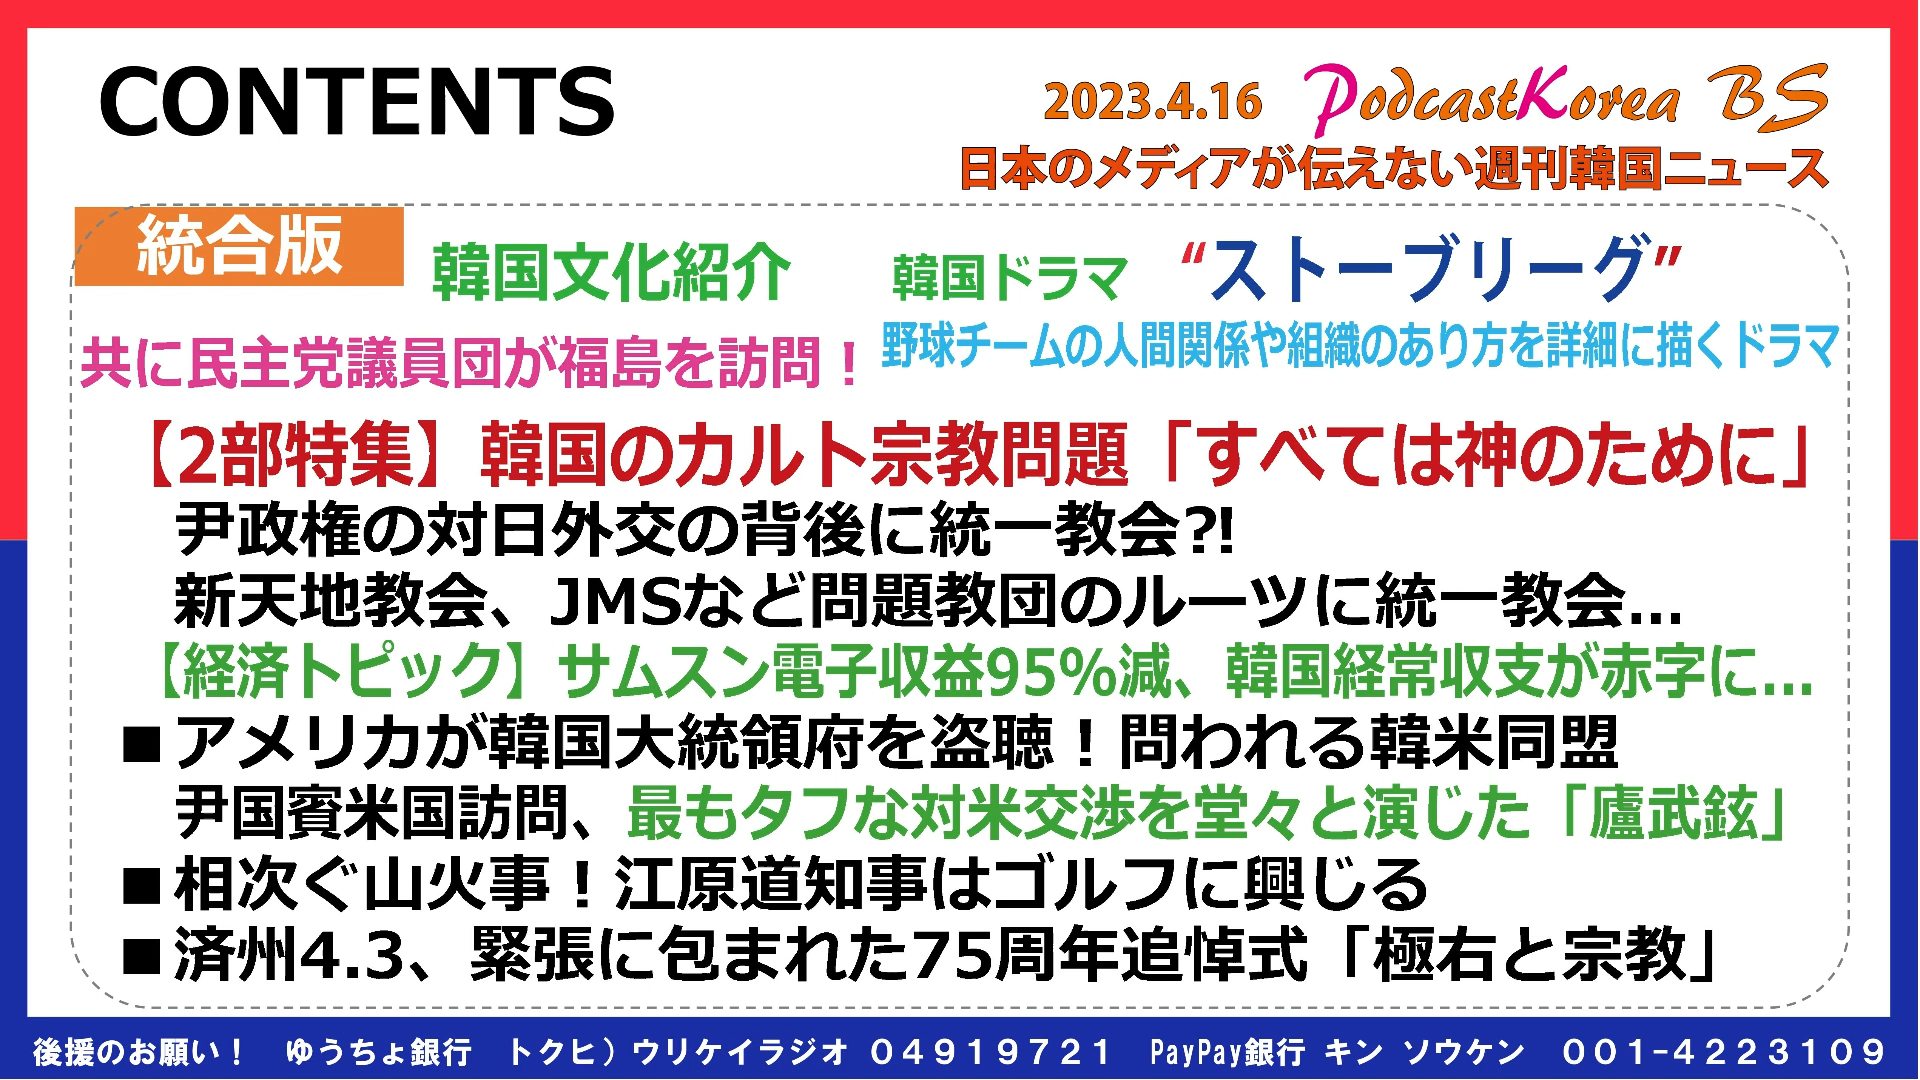 CONTENTS
2023.4.16 PodcastKorea BS
日本のメディアが伝えない週刊韓国ニュース
統合版
韓国文化紹介 韓国ドラマ “ストーブリーグ”
共に民主党議員団が福島を訪問！
野球チームの人間関係や組織のあり方を詳細に描くドラマ
【2部特集】韓国のカルト宗教問題「すべては神のために」
尹政権の対日外交の背後に統一教会?!
新天地教会、JMSなど問題教団のルーツに統一教会...
【経済トピック】サムスン電子収益95%減、韓国経常収支が赤字に...
■アメリカが韓国大統領府を盗聴！問われる韓米同盟
尹国賓米国訪問、最もタフな対米交渉を堂々と演じた「廬武鉉」
■相次ぐ山火事！江原道知事はゴルフに興じる
■済州4.3、緊張に包まれた75周年追悼式「極右と宗教」
後援のお願い！ ゆうちょ銀行 トクヒ）ウリケイラジオ ０４９１９７２１ PayPay銀行 キン ソウケン ００１-４２２３１０９